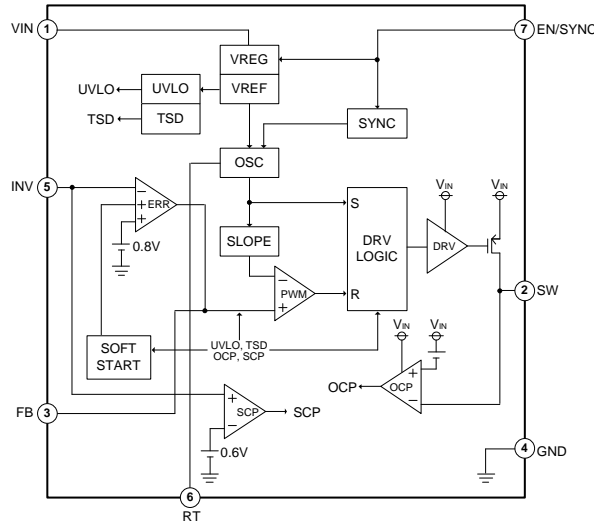 VIN
1
7
EN/SYNC
VREG
UVLO
UVLO
VREF
TSD
TSD
SYNC
OSC
5
INV
−
+
+
ERR
0.8V
S
R
DRV
LOGIC
VIN
VIN
DRV
SLOPE
−
+
PWM
2
SW
SOFT
START
UVLO, TSD
OCP, SCP
VIN
OCP
OCP
+
−
FB
3
+
−
SCP
SCP
0.6V
4
GND
6
RT